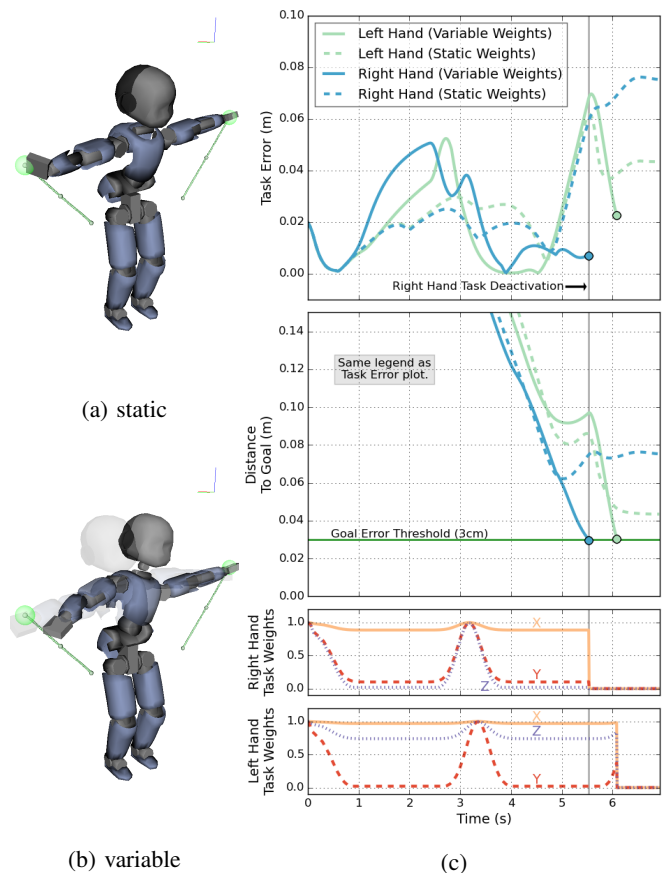 (a) static
(b) variable
0.10
0.08
0.06
0.04
0.02
0.00
Task Error (m)
Left Hand (Variable Weights)
Left Hand (Static Weights)
Right Hand (Variable Weights)
Right Hand (Static Weights)
Right Hand Task Deactivation
0.14
0.12
0.10
0.08
0.06
0.04
0.02
0.00
Distance
To Goal (m)
Same legend as
Task Error plot.
Goal Error Threshold (3cm)
Right Hand
Task Weights
1.0
0.5
0.0
X
Y
Z
Left Hand
Task Weights
1.0
0.5
0.0
X
Z
Y
0 1 2 3 4 5 6
Time (s)
(c)